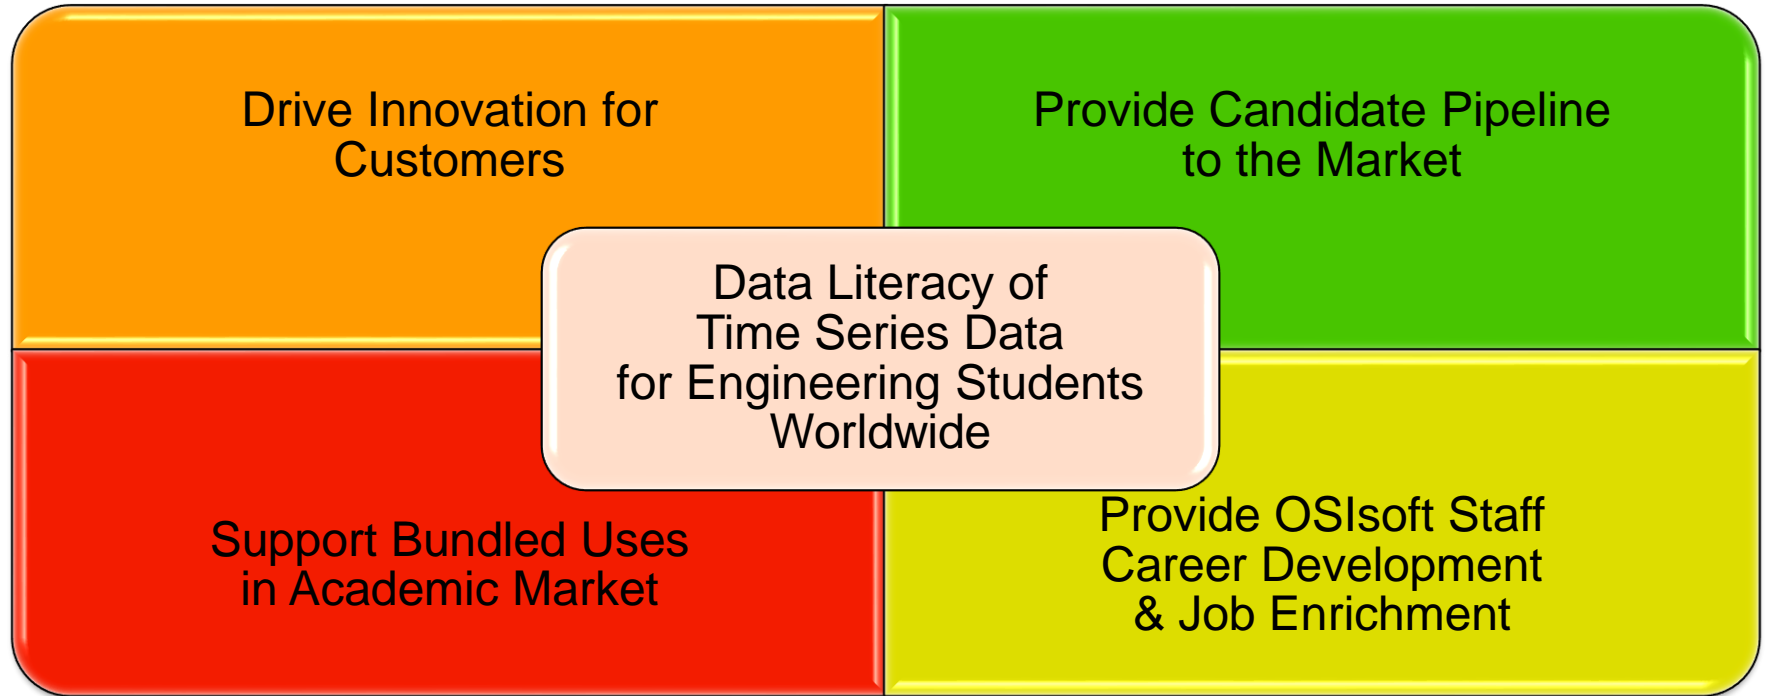 Drive Innovation for
Customers
Provide Candidate Pipeline
to the Market
Data Literacy of
Time Series Data
for Engineering Students
Worldwide
Support Bundled Uses
in Academic Market
Provide OSIsoft Staff
Career Development
& Job Enrichment